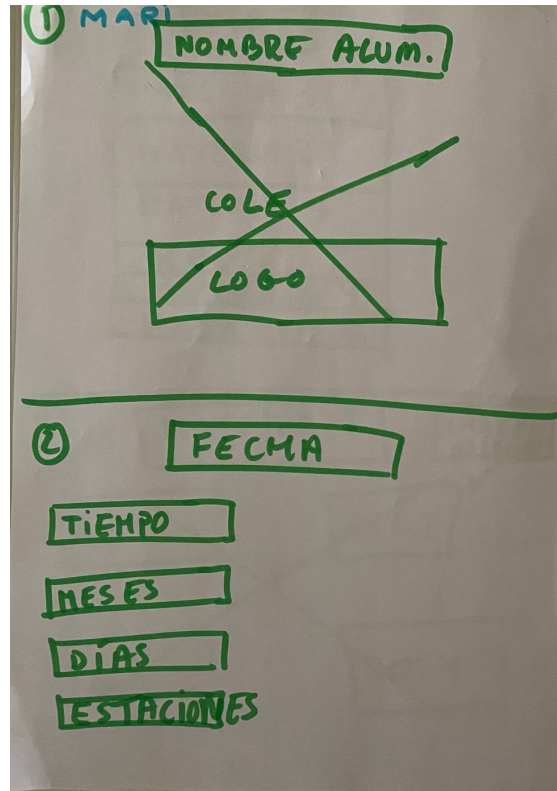 ① MARI
NOMBRE ALUM.
COLE
LOGO
② FECHA
TIEMPO
MESES
DÍAS
ESTACIONES